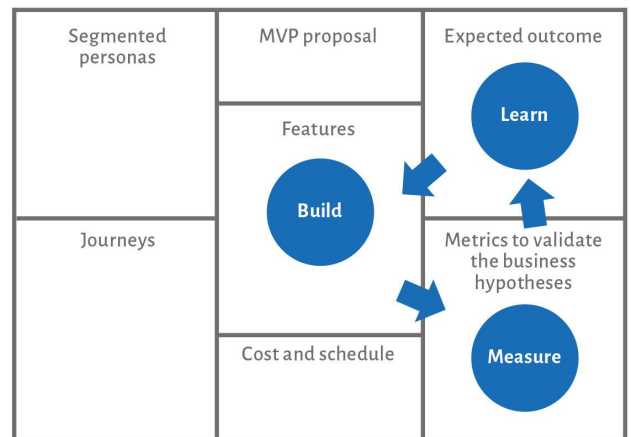 Segmented
personas
MVP proposal
Expected outcome
Learn
Features
Build
Journeys
Metrics to validate
the business
hypotheses
Measure
Cost and schedule